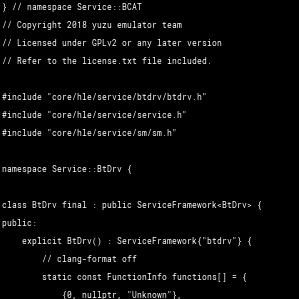 } // namespace Service::BCAT
// Copyright 2018 yuzu emulator team
// Licensed under GPLv2 or any later version
// Refer to the license.txt file included.

#include "core/hle/service/btdrv/btdrv.h"
#include "core/hle/service/service.h"
#include "core/hle/service/sm/sm.h"

namespace Service::BtDrv {

class BtDrv final : public ServiceFramework<BtDrv> {
public:
    explicit BtDrv() : ServiceFramework{"btdrv"} {
        // clang-format off
        static const FunctionInfo functions[] = {
            {0, nullptr, "Unknown"},